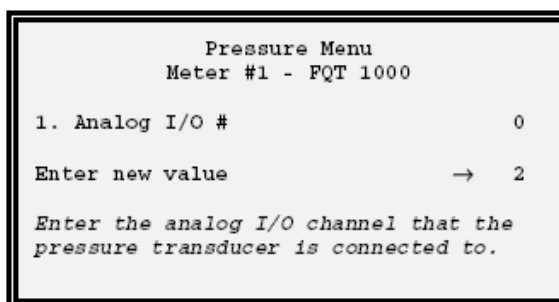 Pressure Menu
Meter #1 - FQT 1000
1. Analog I/O # 0
Enter new value → 2
Enter the analog I/O channel that the
pressure transducer is connected to.